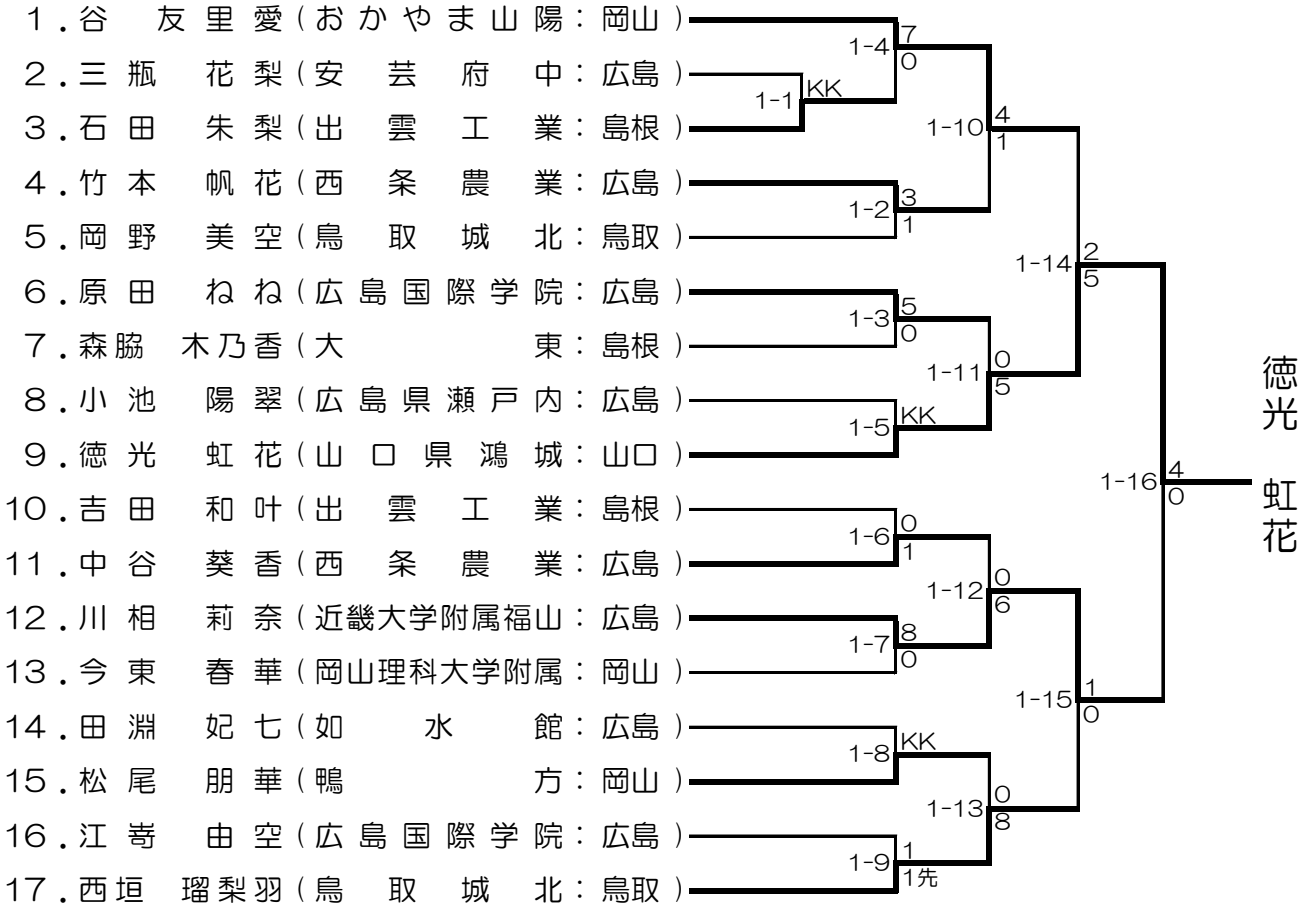 1.谷 友里愛(おかやま山陽:岡山)
2.三瓶 花梨(安芸府中:広島)
3.石田 朱梨(出雲工業:島根)
4.竹本 帆花(西条農業:広島)
5.岡野 美空(鳥取城北:鳥取)
6.原田 ねね(広島国際学院:広島)
7.森脇 木乃香(大東:島根)
8.小池 陽翠(広島県瀬戸内:広島)
9.徳光 虹花(山口県鴻城:山口)
10.吉田 和叶(出雲工業:島根)
11.中谷 葵香(西条農業:広島)
12.川相 莉奈(近畿大学附属福山:広島)
13.今東 春華(岡山理科大学附属:岡山)
14.田淵 妃七(如水館:広島)
15.松尾 朋華(鴨方:岡山)
16.江嵜 由空(広島国際学院:広島)
17.西垣 瑠梨羽(鳥取城北:鳥取)
1-1 KK
1-4 7 0
1-2 3 1
1-3 5 0
1-5 KK
1-6 0 1
1-7 8 0
1-8 KK
1-9 1 1先
1-10 4 1
1-11 0 5
1-12 0 6
1-13 0 8
1-14 2 5
1-15 1 0
1-16 4 0
徳光 虹花